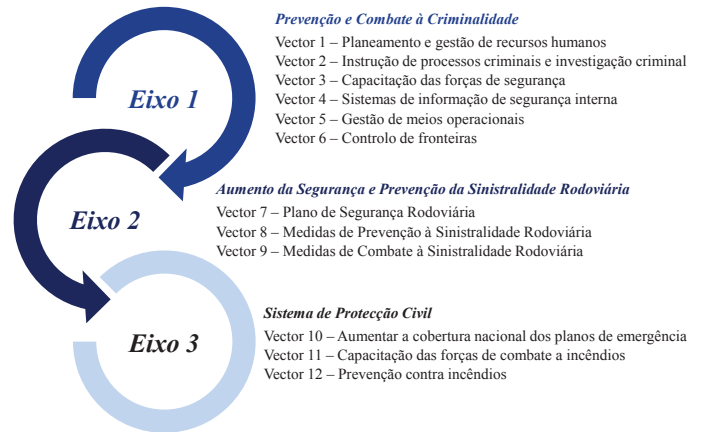 Prevenção e Combate à Criminalidade
Vector 1 – Planeamento e gestão de recursos humanos
Vector 2 – Instrução de processos criminais e investigação criminal
Vector 3 – Capacitação das forças de segurança
Vector 4 – Sistemas de informação de segurança interna
Vector 5 – Gestão de meios operacionais
Vector 6 – Controlo de fronteiras
Eixo 1
Aumento da Segurança e Prevenção da Sinistralidade Rodoviária
Vector 7 – Plano de Segurança Rodoviária
Vector 8 – Medidas de Prevenção à Sinistralidade Rodoviária
Vector 9 – Medidas de Combate à Sinistralidade Rodoviária
Eixo 2
Sistema de Protecção Civil
Vector 10 – Aumentar a cobertura nacional dos planos de emergência
Vector 11 – Capacitação das forças de combate a incêndios
Vector 12 – Prevenção contra incêndios
Eixo 3